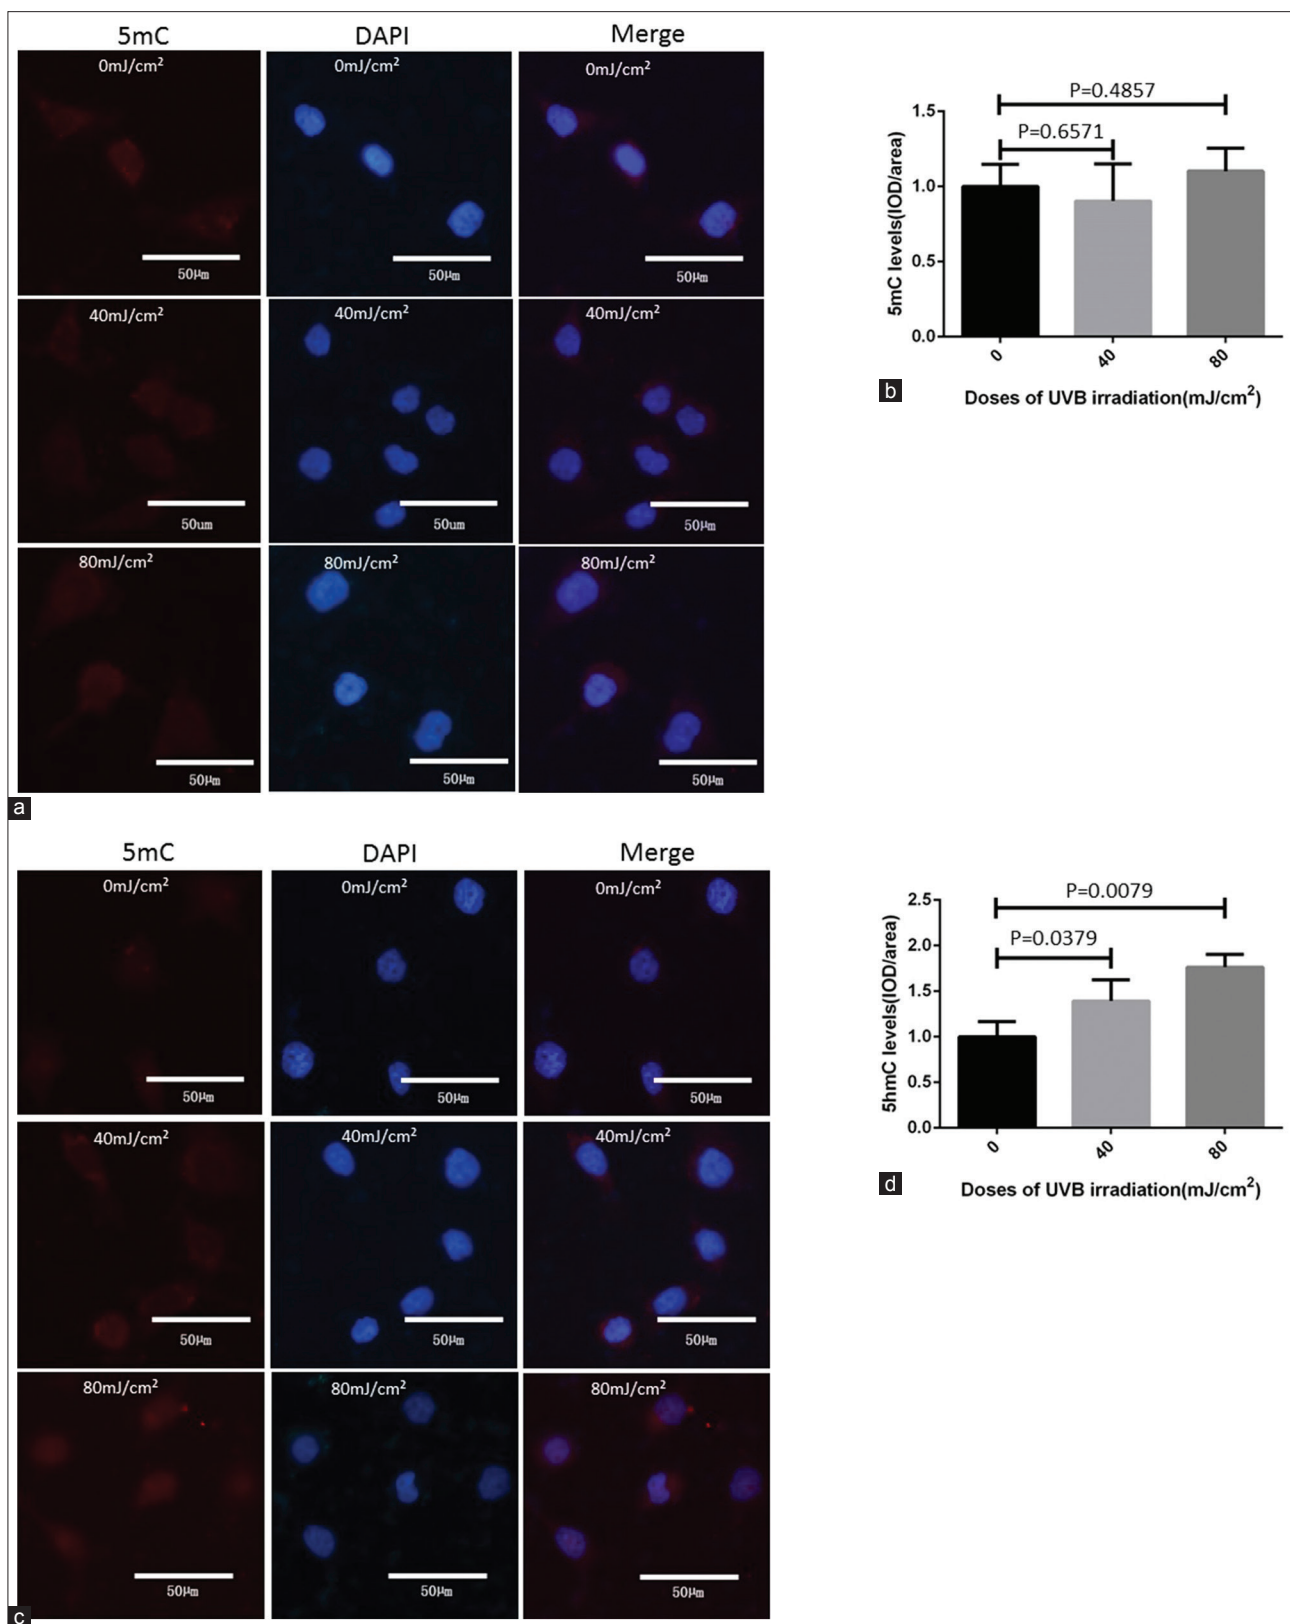 5mC DAPI Merge
0mJ/cm² 0mJ/cm² 0mJ/cm²
50μm 50μm 50μm
40mJ/cm² 40mJ/cm² 40mJ/cm²
50um 50um 50μm
80mJ/cm² 80mJ/cm² 80mJ/cm²
50μm 50μm 50μm
a
P=0.4857
P=0.6571
5mC levels(IOD/area)
1.5
1.0
0.5
0.0
0 40 80
Doses of UVB irradiation(mJ/cm²)
b
5mC DAPI Merge
0mJ/cm² 0mJ/cm² 0mJ/cm²
50μm 50μm 50μm
40mJ/cm² 40mJ/cm² 40mJ/cm²
50μm 50μm 50μm
80mJ/cm² 80mJ/cm² 80mJ/cm²
50μm 50μm 50μm
c
P=0.0079
P=0.0379
5hmC levels(IOD/area)
2.5
2.0
1.5
1.0
0.5
0.0
0 40 80
Doses of UVB irradiation(mJ/cm²)
d